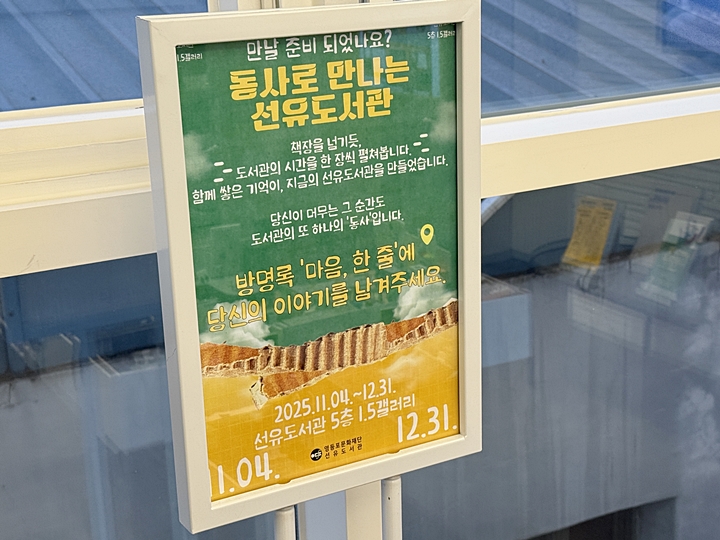 만날 준비 되었나요?
1.5갤러리
5층 1.5갤러리
동사로 만나는
선유도서관
책장을 넘기듯,
도서관의 시간을 한 장씩 펼쳐봅니다.
함께 쌓은 기억이, 지금의 선유도서관을 만들었습니다.
당신이 머무는 그 순간도
도서관의 또 하나의 '동사'입니다.
방명록 '마음, 한 줄'에
당신의 이야기를 남겨주세요.
2025.11.04.~12.31.
선유도서관 5층 1.5갤러리
1.04.
12.31.
영등포문화재단
선유도서관